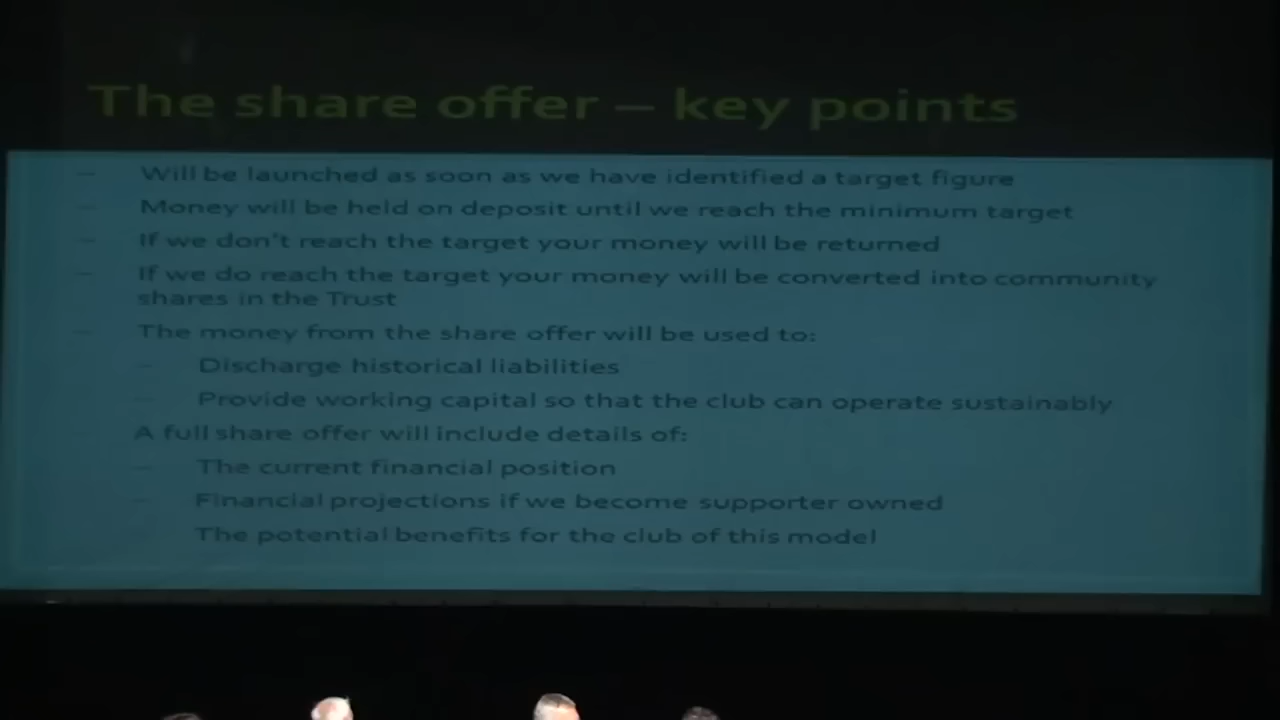 The share offer – key points
– Will be launched as soon as we have identified a target figure
– Money will be held on deposit until we reach the minimum target
– If we don't reach the target your money will be returned
– If we do reach the target your money will be converted into community
shares in the Trust
– The money from the share offer will be used to:
– Discharge historical liabilities
– Provide working capital so that the club can operate sustainably
– A full share offer will include details of:
– The current financial position
– Financial projections if we become supporter owned
– The potential benefits for the club of this model